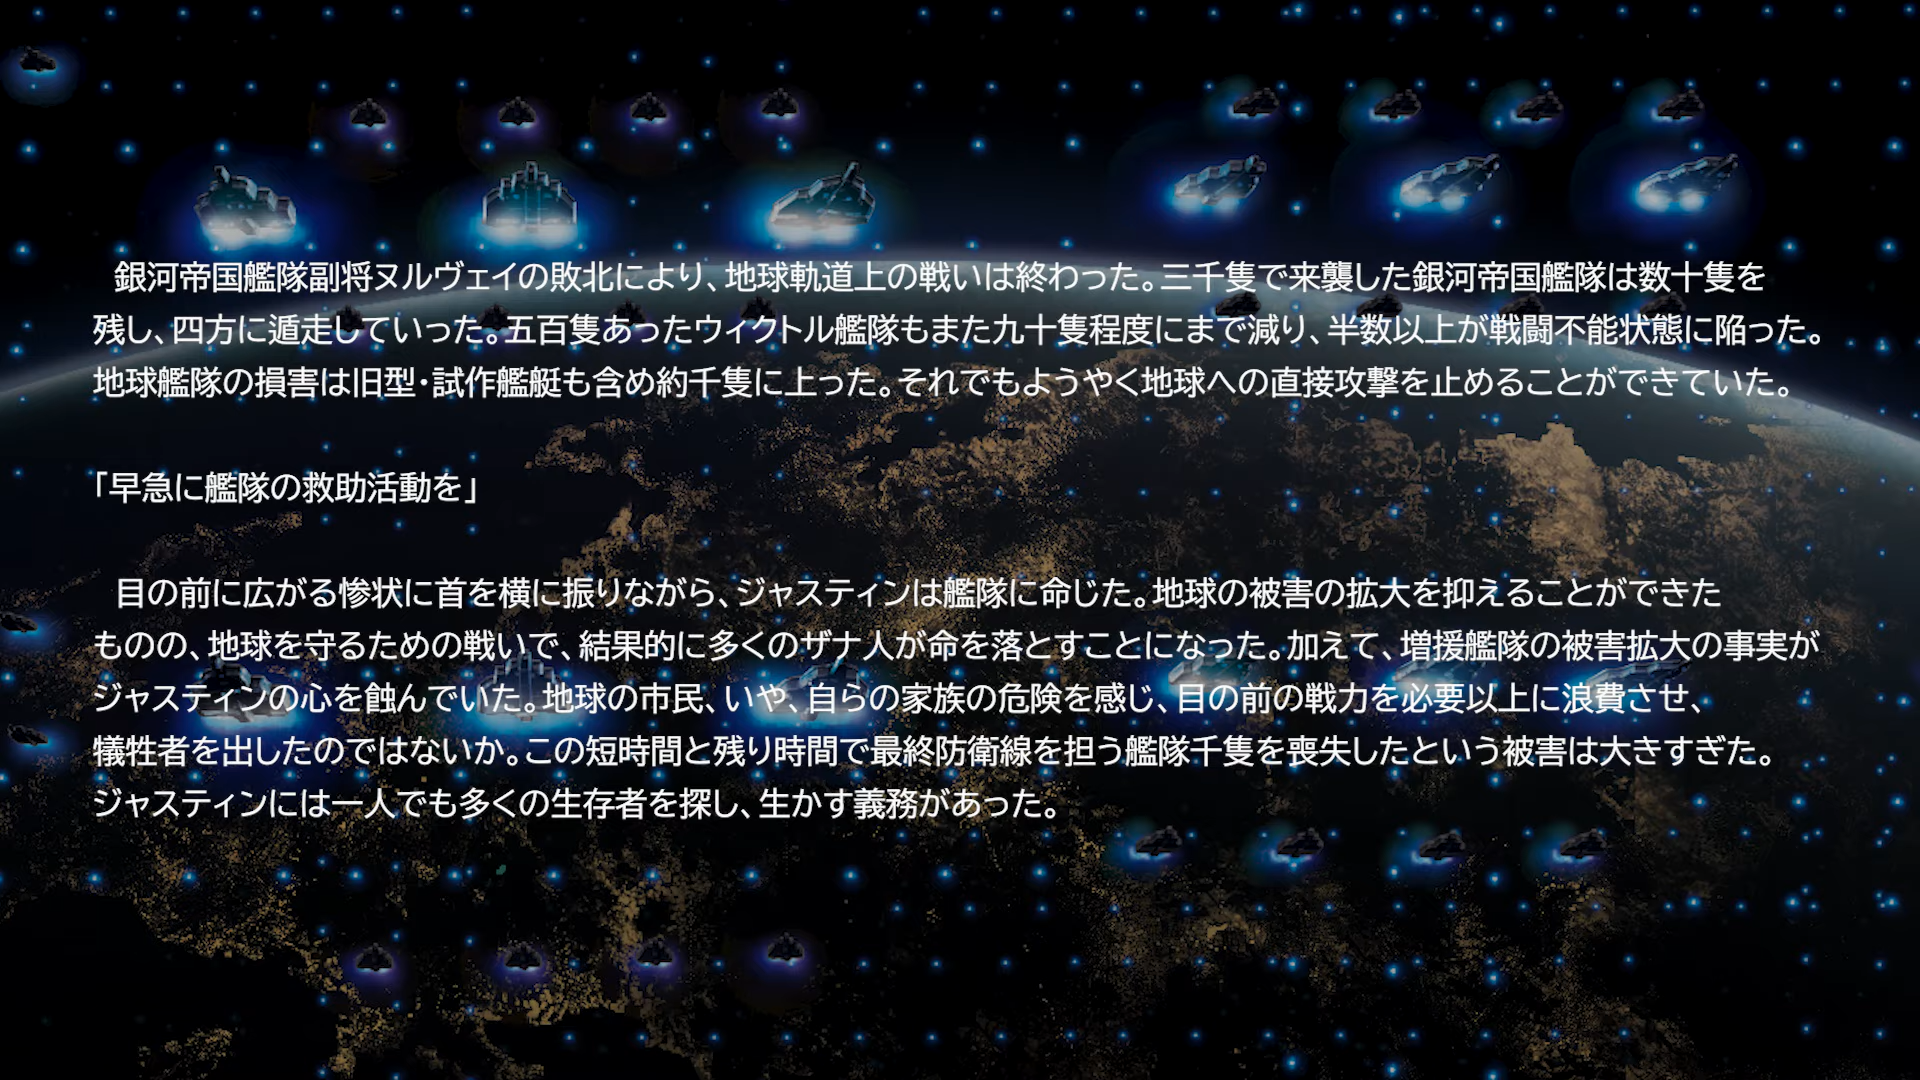 銀河帝国艦隊副将ヌルヴェイの敗北により、地球軌道上の戦いは終わった。三千隻で来襲した銀河帝国艦隊は数十隻を
残し、四方に遁走していった。五百隻あったウィクトル艦隊もまた九十隻程度にまで減り、半数以上が戦闘不能状態に陥った。
地球艦隊の損害は旧型・試作艦艇も含め約千隻に上った。それでもようやく地球への直接攻撃を止めることができていた。
「早急に艦隊の救助活動を」
目の前に広がる惨状に首を横に振りながら、ジャスティンは艦隊に命じた。地球の被害の拡大を抑えることができた
ものの、地球を守るための戦いで、結果的に多くのザナ人が命を落とすことになった。加えて、増援艦隊の被害拡大の事実が
ジャスティンの心を蝕んでいた。地球の市民、いや、自らの家族の危険を感じ、目の前の戦力を必要以上に浪費させ、
犠牲者を出したのではないか。この短時間と残り時間で最終防衛線を担う艦隊千隻を喪失したという被害は大きすぎた。
ジャスティンには一人でも多くの生存者を探し、生かす義務があった。